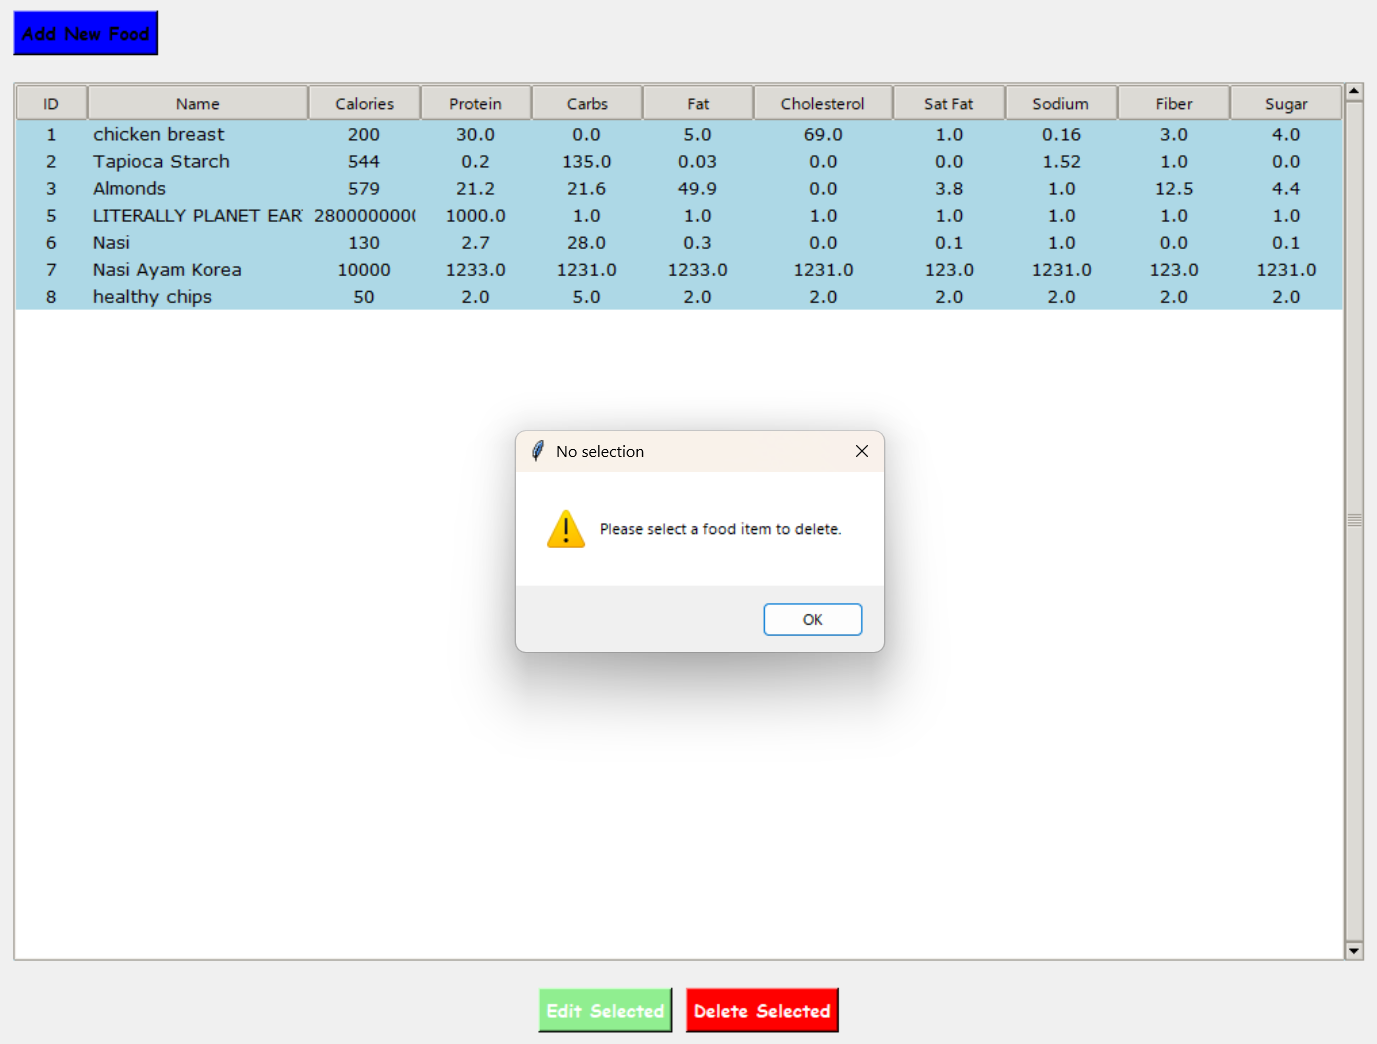 Add New Food
ID Name Calories Protein Carbs Fat Cholesterol Sat Fat Sodium Fiber Sugar
1 chicken breast 200 30.0 0.0 5.0 69.0 1.0 0.16 3.0 4.0
2 Tapioca Starch 544 0.2 135.0 0.03 0.0 0.0 1.52 1.0 0.0
3 Almonds 579 21.2 21.6 49.9 0.0 3.8 1.0 12.5 4.4
5 LITERALLY PLANET EAR 2800000000 1000.0 1.0 1.0 1.0 1.0 1.0 1.0 1.0
6 Nasi 130 2.7 28.0 0.3 0.0 0.1 1.0 0.0 0.1
7 Nasi Ayam Korea 10000 1233.0 1231.0 1233.0 1231.0 123.0 1231.0 123.0 1231.0
8 healthy chips 50 2.0 5.0 2.0 2.0 2.0 2.0 2.0 2.0
No selection
Please select a food item to delete.
OK
Edit Selected Delete Selected